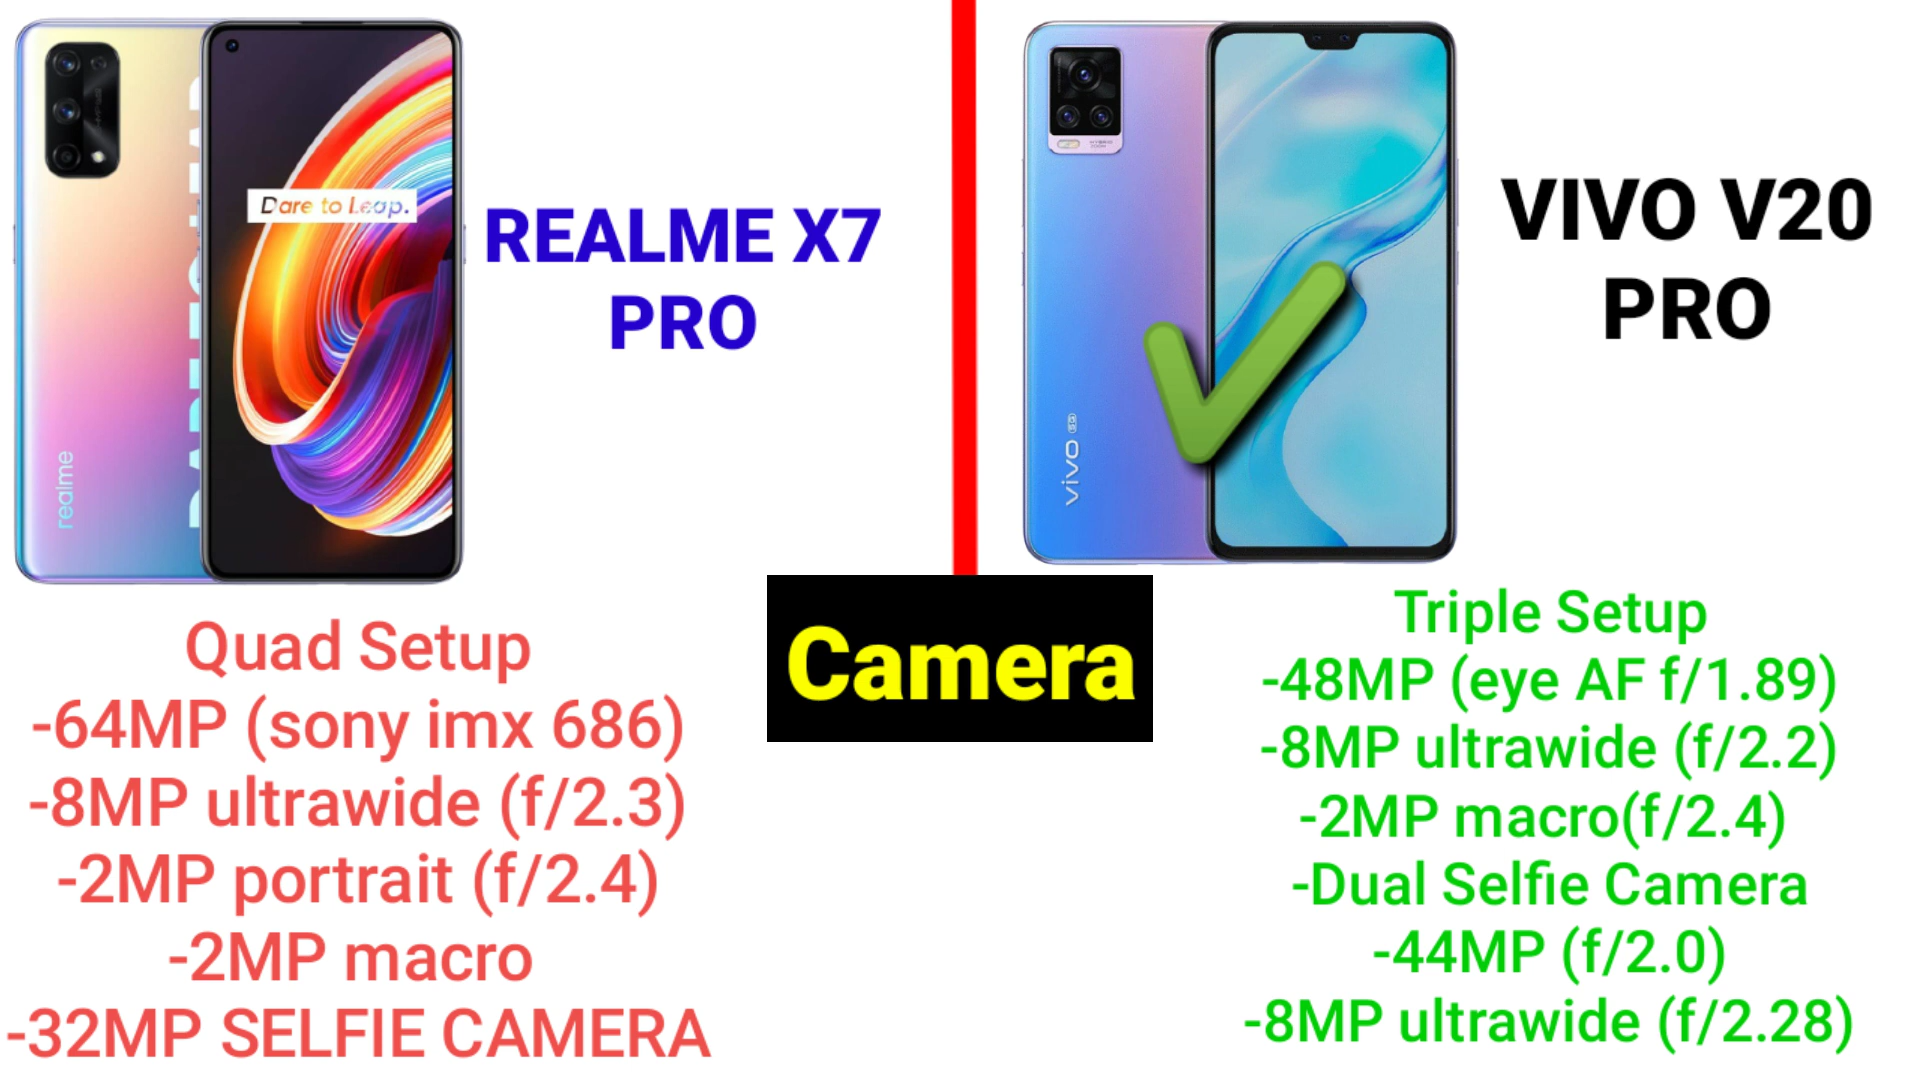 Dare to Leap.
realme
REALME X7
PRO
Quad Setup
-64MP (sony imx 686)
-8MP ultrawide (f/2.3)
-2MP portrait (f/2.4)
-2MP macro
-32MP SELFIE CAMERA
Camera
vivo 5G
VIVO V20
PRO
Triple Setup
-48MP (eye AF f/1.89)
-8MP ultrawide (f/2.2)
-2MP macro(f/2.4)
-Dual Selfie Camera
-44MP (f/2.0)
-8MP ultrawide (f/2.28)